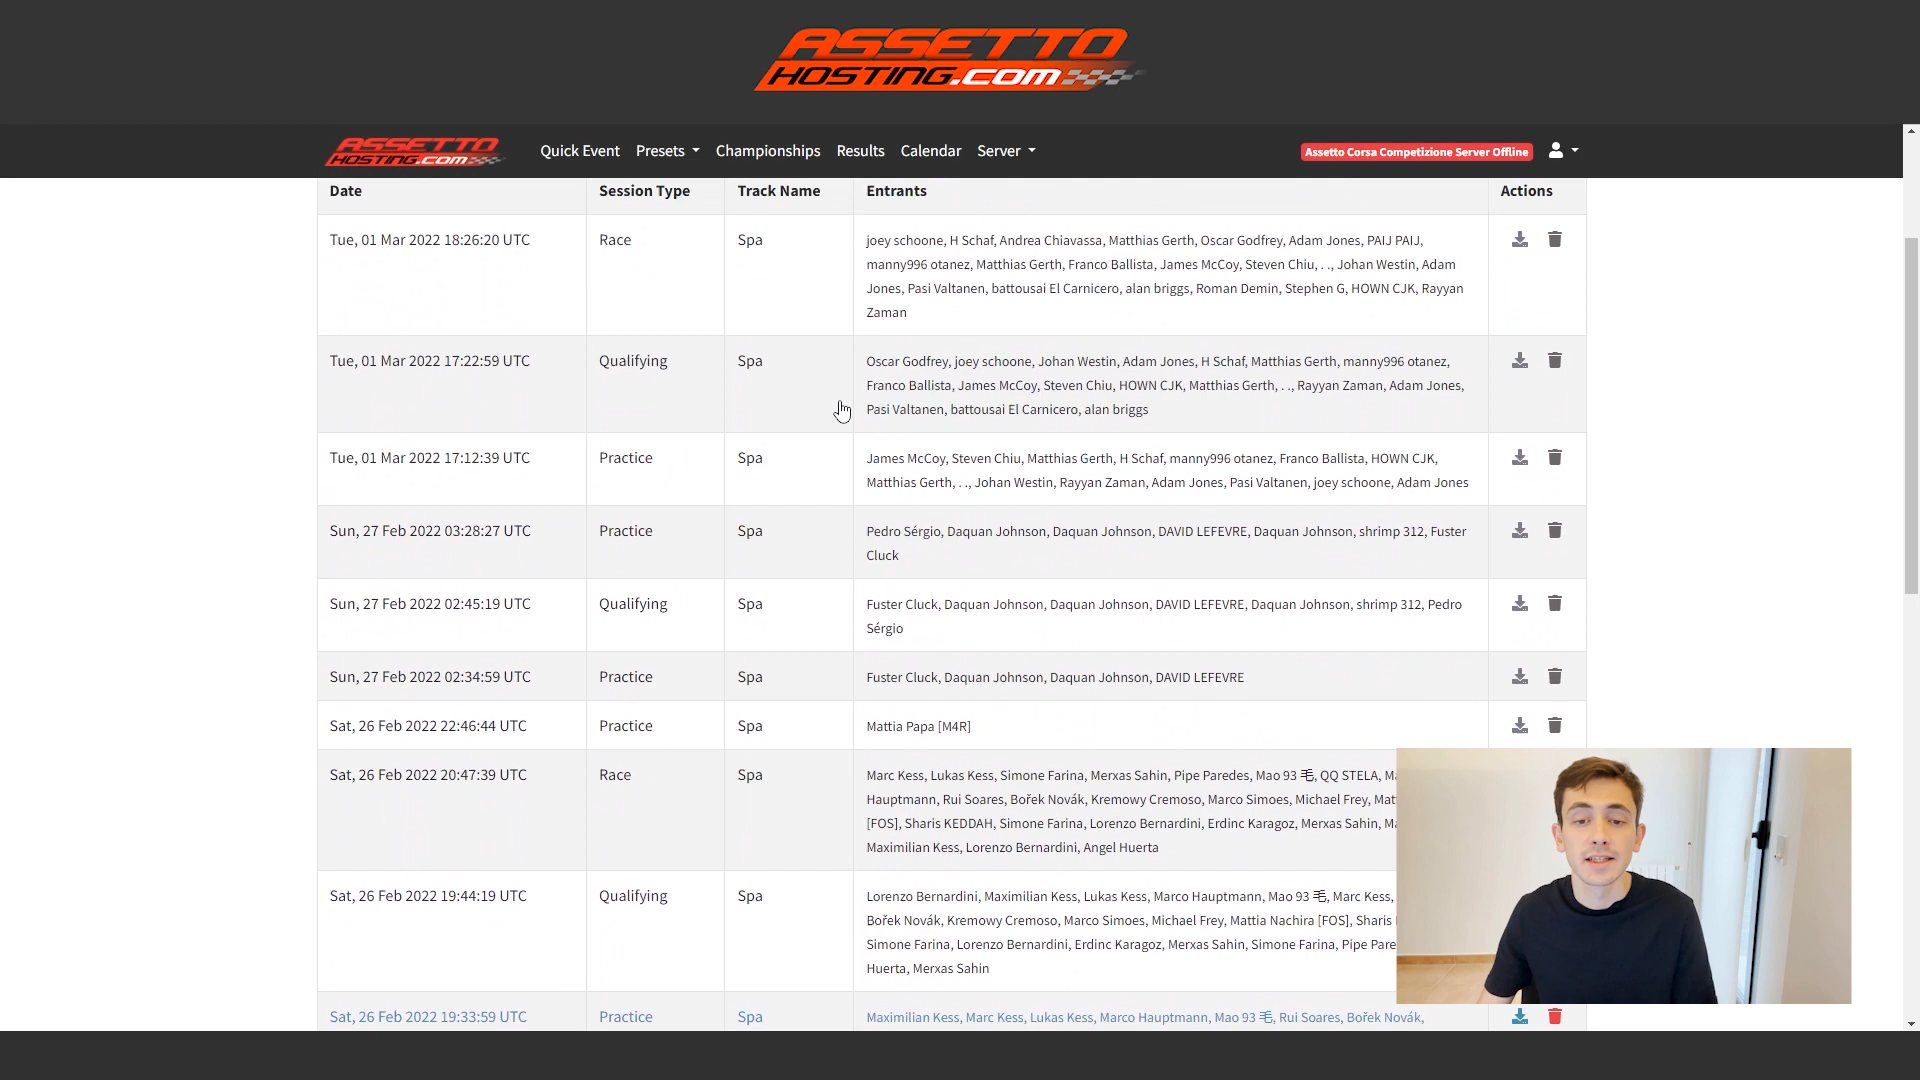 ASSETTO
HOSTING.COM
ASSETTO
HOSTING.COM
Quick Event Presets Championships Results Calendar Server Assetto Corsa Competizione Server Offline
Date Session Type Track Name Entrants Actions
Tue, 01 Mar 2022 18:26:20 UTC Race Spa joey schoone, H Schaf, Andrea Chiavassa, Matthias Gerth, Oscar Godfrey, Adam Jones, PAIJ PAIJ,
manny996 otanez, Matthias Gerth, Franco Ballista, James McCoy, Steven Chiu, . ., Johan Westin, Adam
Jones, Pasi Valtanen, battousai El Carnicero, alan briggs, Roman Demin, Stephen G, HOWN CJK, Rayyan
Zaman
Tue, 01 Mar 2022 17:22:59 UTC Qualifying Spa Oscar Godfrey, joey schoone, Johan Westin, Adam Jones, H Schaf, Matthias Gerth, manny996 otanez,
Franco Ballista, James McCoy, Steven Chiu, HOWN CJK, Matthias Gerth, . ., Rayyan Zaman, Adam Jones,
Pasi Valtanen, battousai El Carnicero, alan briggs
Tue, 01 Mar 2022 17:12:39 UTC Practice Spa James McCoy, Steven Chiu, Matthias Gerth, H Schaf, manny996 otanez, Franco Ballista, HOWN CJK,
Matthias Gerth, . ., Johan Westin, Rayyan Zaman, Adam Jones, Pasi Valtanen, joey schoone, Adam Jones
Sun, 27 Feb 2022 03:28:27 UTC Practice Spa Pedro Sérgio, Daquan Johnson, Daquan Johnson, DAVID LEFEVRE, Daquan Johnson, shrimp 312, Fuster
Cluck
Sun, 27 Feb 2022 02:45:19 UTC Qualifying Spa Fuster Cluck, Daquan Johnson, Daquan Johnson, DAVID LEFEVRE, Daquan Johnson, shrimp 312, Pedro
Sérgio
Sun, 27 Feb 2022 02:34:59 UTC Practice Spa Fuster Cluck, Daquan Johnson, Daquan Johnson, DAVID LEFEVRE
Sat, 26 Feb 2022 22:46:44 UTC Practice Spa Mattia Papa [M4R]
Sat, 26 Feb 2022 20:47:39 UTC Race Spa Marc Kess, Lukas Kess, Simone Farina, Merxas Sahin, Pipe Paredes, Mao 93 毛, QQ STELA,
Hauptmann, Rui Soares, Bořek Novák, Kremowy Cremoso, Marco Simoes, Michael Frey,
[FOS], Sharis KEDDAH, Simone Farina, Lorenzo Bernardini, Erdinc Karagoz, Merxas Sahin,
Maximilian Kess, Lorenzo Bernardini, Angel Huerta
Sat, 26 Feb 2022 19:44:19 UTC Qualifying Spa Lorenzo Bernardini, Maximilian Kess, Lukas Kess, Marco Hauptmann, Mao 93 毛, Marc Kess,
Bořek Novák, Kremowy Cremoso, Marco Simoes, Michael Frey, Mattia Nachira [FOS], Sharis
Simone Farina, Lorenzo Bernardini, Erdinc Karagoz, Merxas Sahin, Simone Farina, Pipe Pare
Huerta, Merxas Sahin
Sat, 26 Feb 2022 19:33:59 UTC Practice Spa Maximilian Kess, Marc Kess, Lukas Kess, Marco Hauptmann, Mao 93 毛, Rui Soares, Bořek Novák,